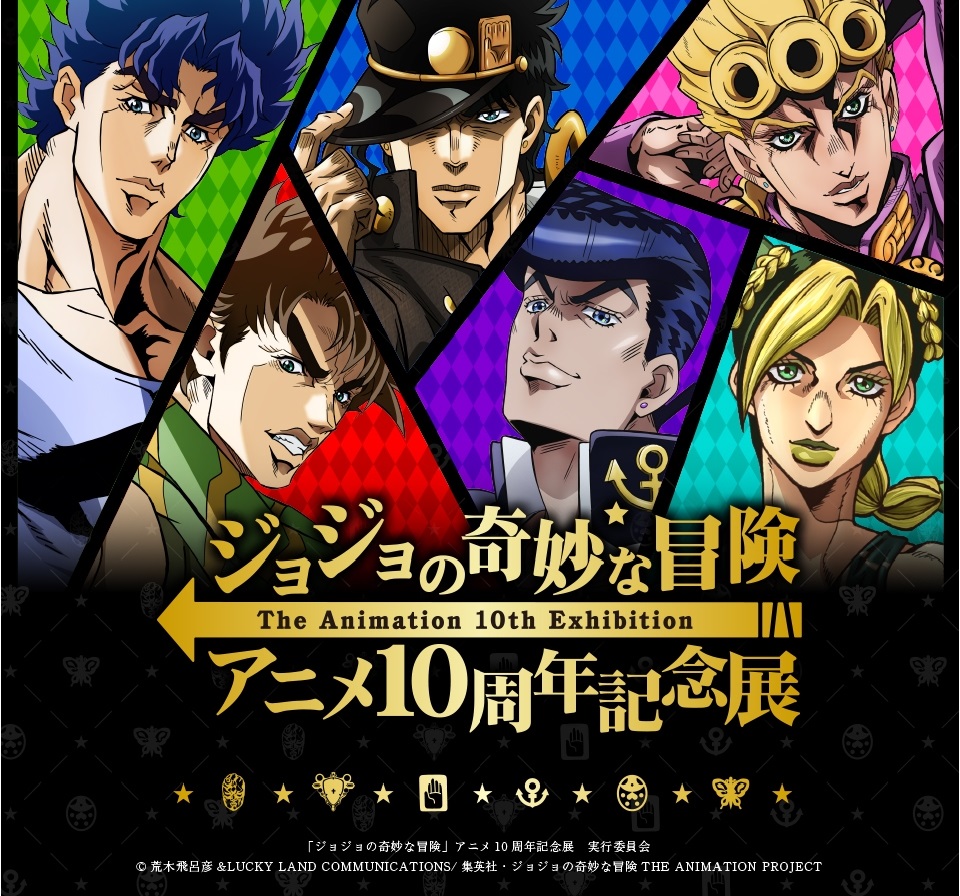 ジョジョの奇妙な冒険
The Animation 10th Exhibition
アニメ10周年記念展
「ジョジョの奇妙な冒険」アニメ10周年記念展　実行委員会
© 荒木飛呂彦 &LUCKY LAND COMMUNICATIONS/ 集英社・ジョジョの奇妙な冒険 THE ANIMATION PROJECT